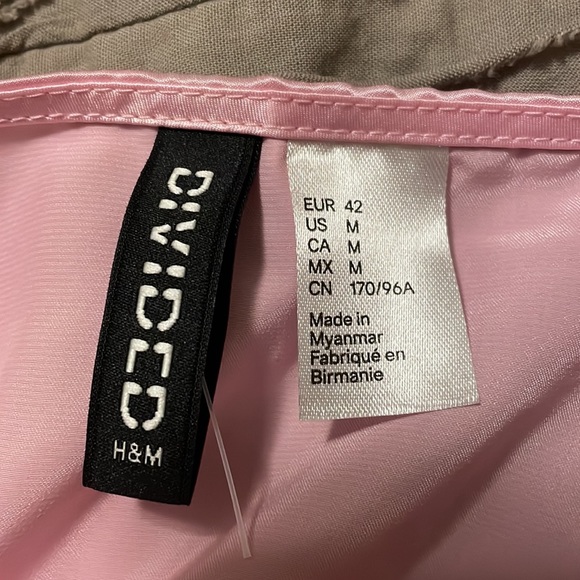 DIVIDED
H&M
EUR 42
US M
CA M
MX M
CN 170/96A
Made in
Myanmar
Fabriqué en
Birmanie